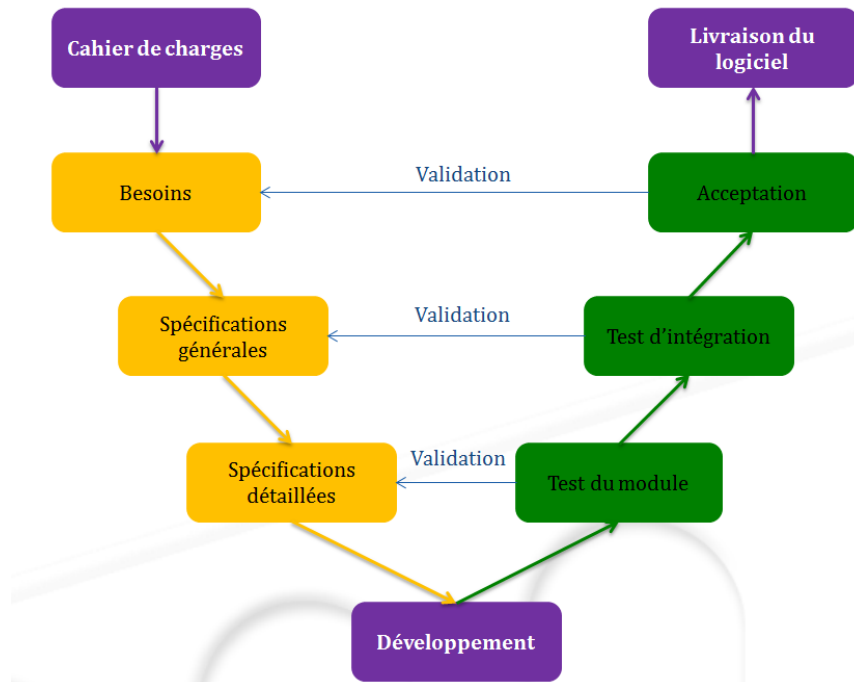 Cahier de charges
Livraison du
logiciel
Validation
Besoins
Acceptation
Validation
Spécifications
générales
Test d'intégration
Validation
Spécifications
détaillées
Test du module
Développement